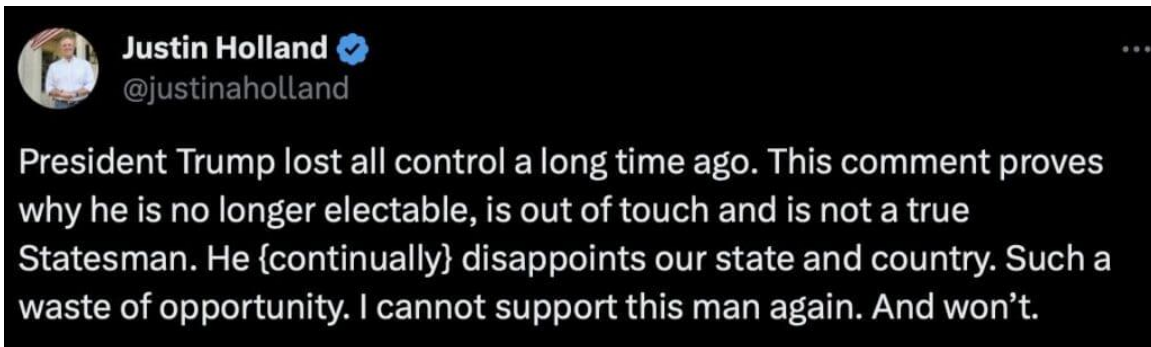 Justin Holland
@justinaholland
President Trump lost all control a long time ago. This comment proves
why he is no longer electable, is out of touch and is not a true
Statesman. He {continually} disappoints our state and country. Such a
waste of opportunity. I cannot support this man again. And won’t.